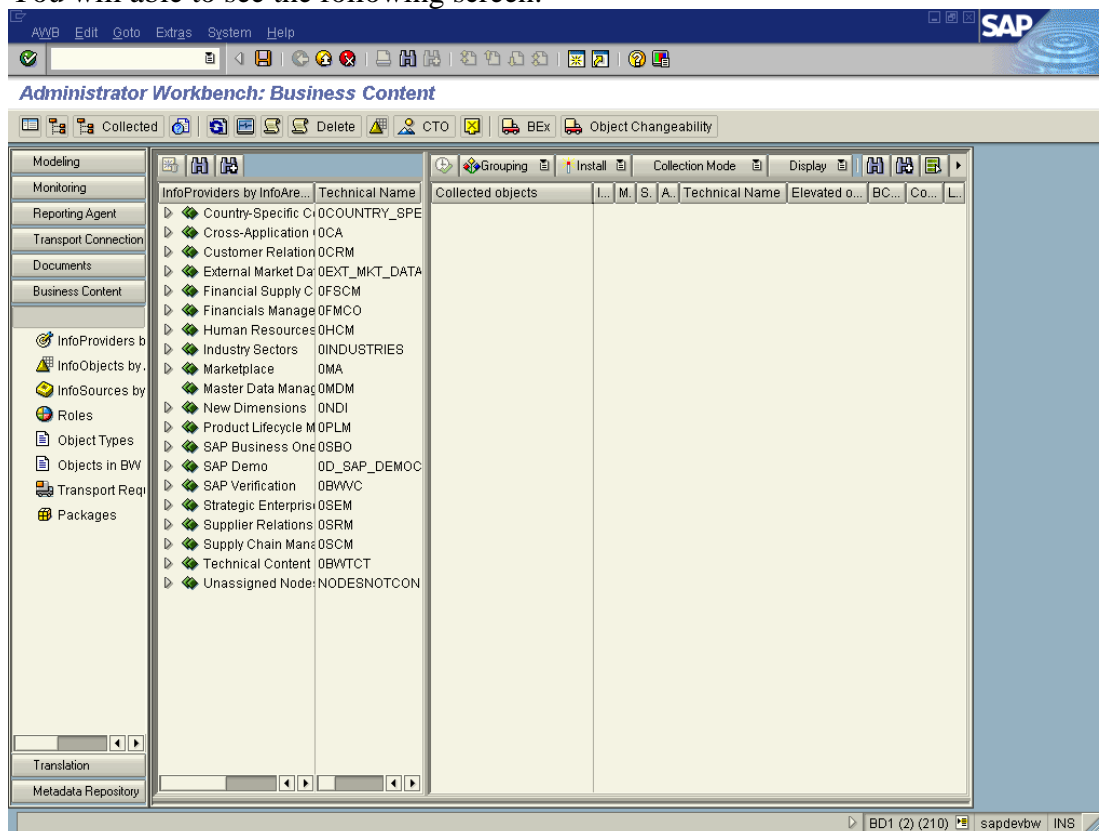 You will able to see the following screen.
AWB Edit Goto Extras System Help
SAP
Administrator Workbench: Business Content
Collected Delete CTO BEx Object Changeability
Modeling
Monitoring
Reporting Agent
Transport Connection
Documents
Business Content
InfoProviders b
InfoObjects by.
InfoSources by
Roles
Object Types
Objects in BW
Transport Requ
Packages
Translation
Metadata Repository
InfoProviders by InfoAre... Technical Name
Country-Specific C 0COUNTRY_SPE
Cross-Application 0CA
Customer Relation 0CRM
External Market Da 0EXT_MKT_DATA
Financial Supply C 0FSCM
Financials Manage 0FMCO
Human Resources 0HCM
Industry Sectors 0INDUSTRIES
Marketplace 0MA
Master Data Manag 0MDM
New Dimensions 0NDI
Product Lifecycle M 0PLM
SAP Business One 0SBO
SAP Demo 0D_SAP_DEMOC
SAP Verification 0BWVC
Strategic Enterpris 0SEM
Supplier Relations 0SRM
Supply Chain Mana 0SCM
Technical Content 0BWTCT
Unassigned Node NODESNOTCON
Grouping Install Collection Mode Display
Collected objects I... M. S. A.. Technical Name Elevated o... BC... Co... L..
BD1 (2) (210) sapdevbw INS